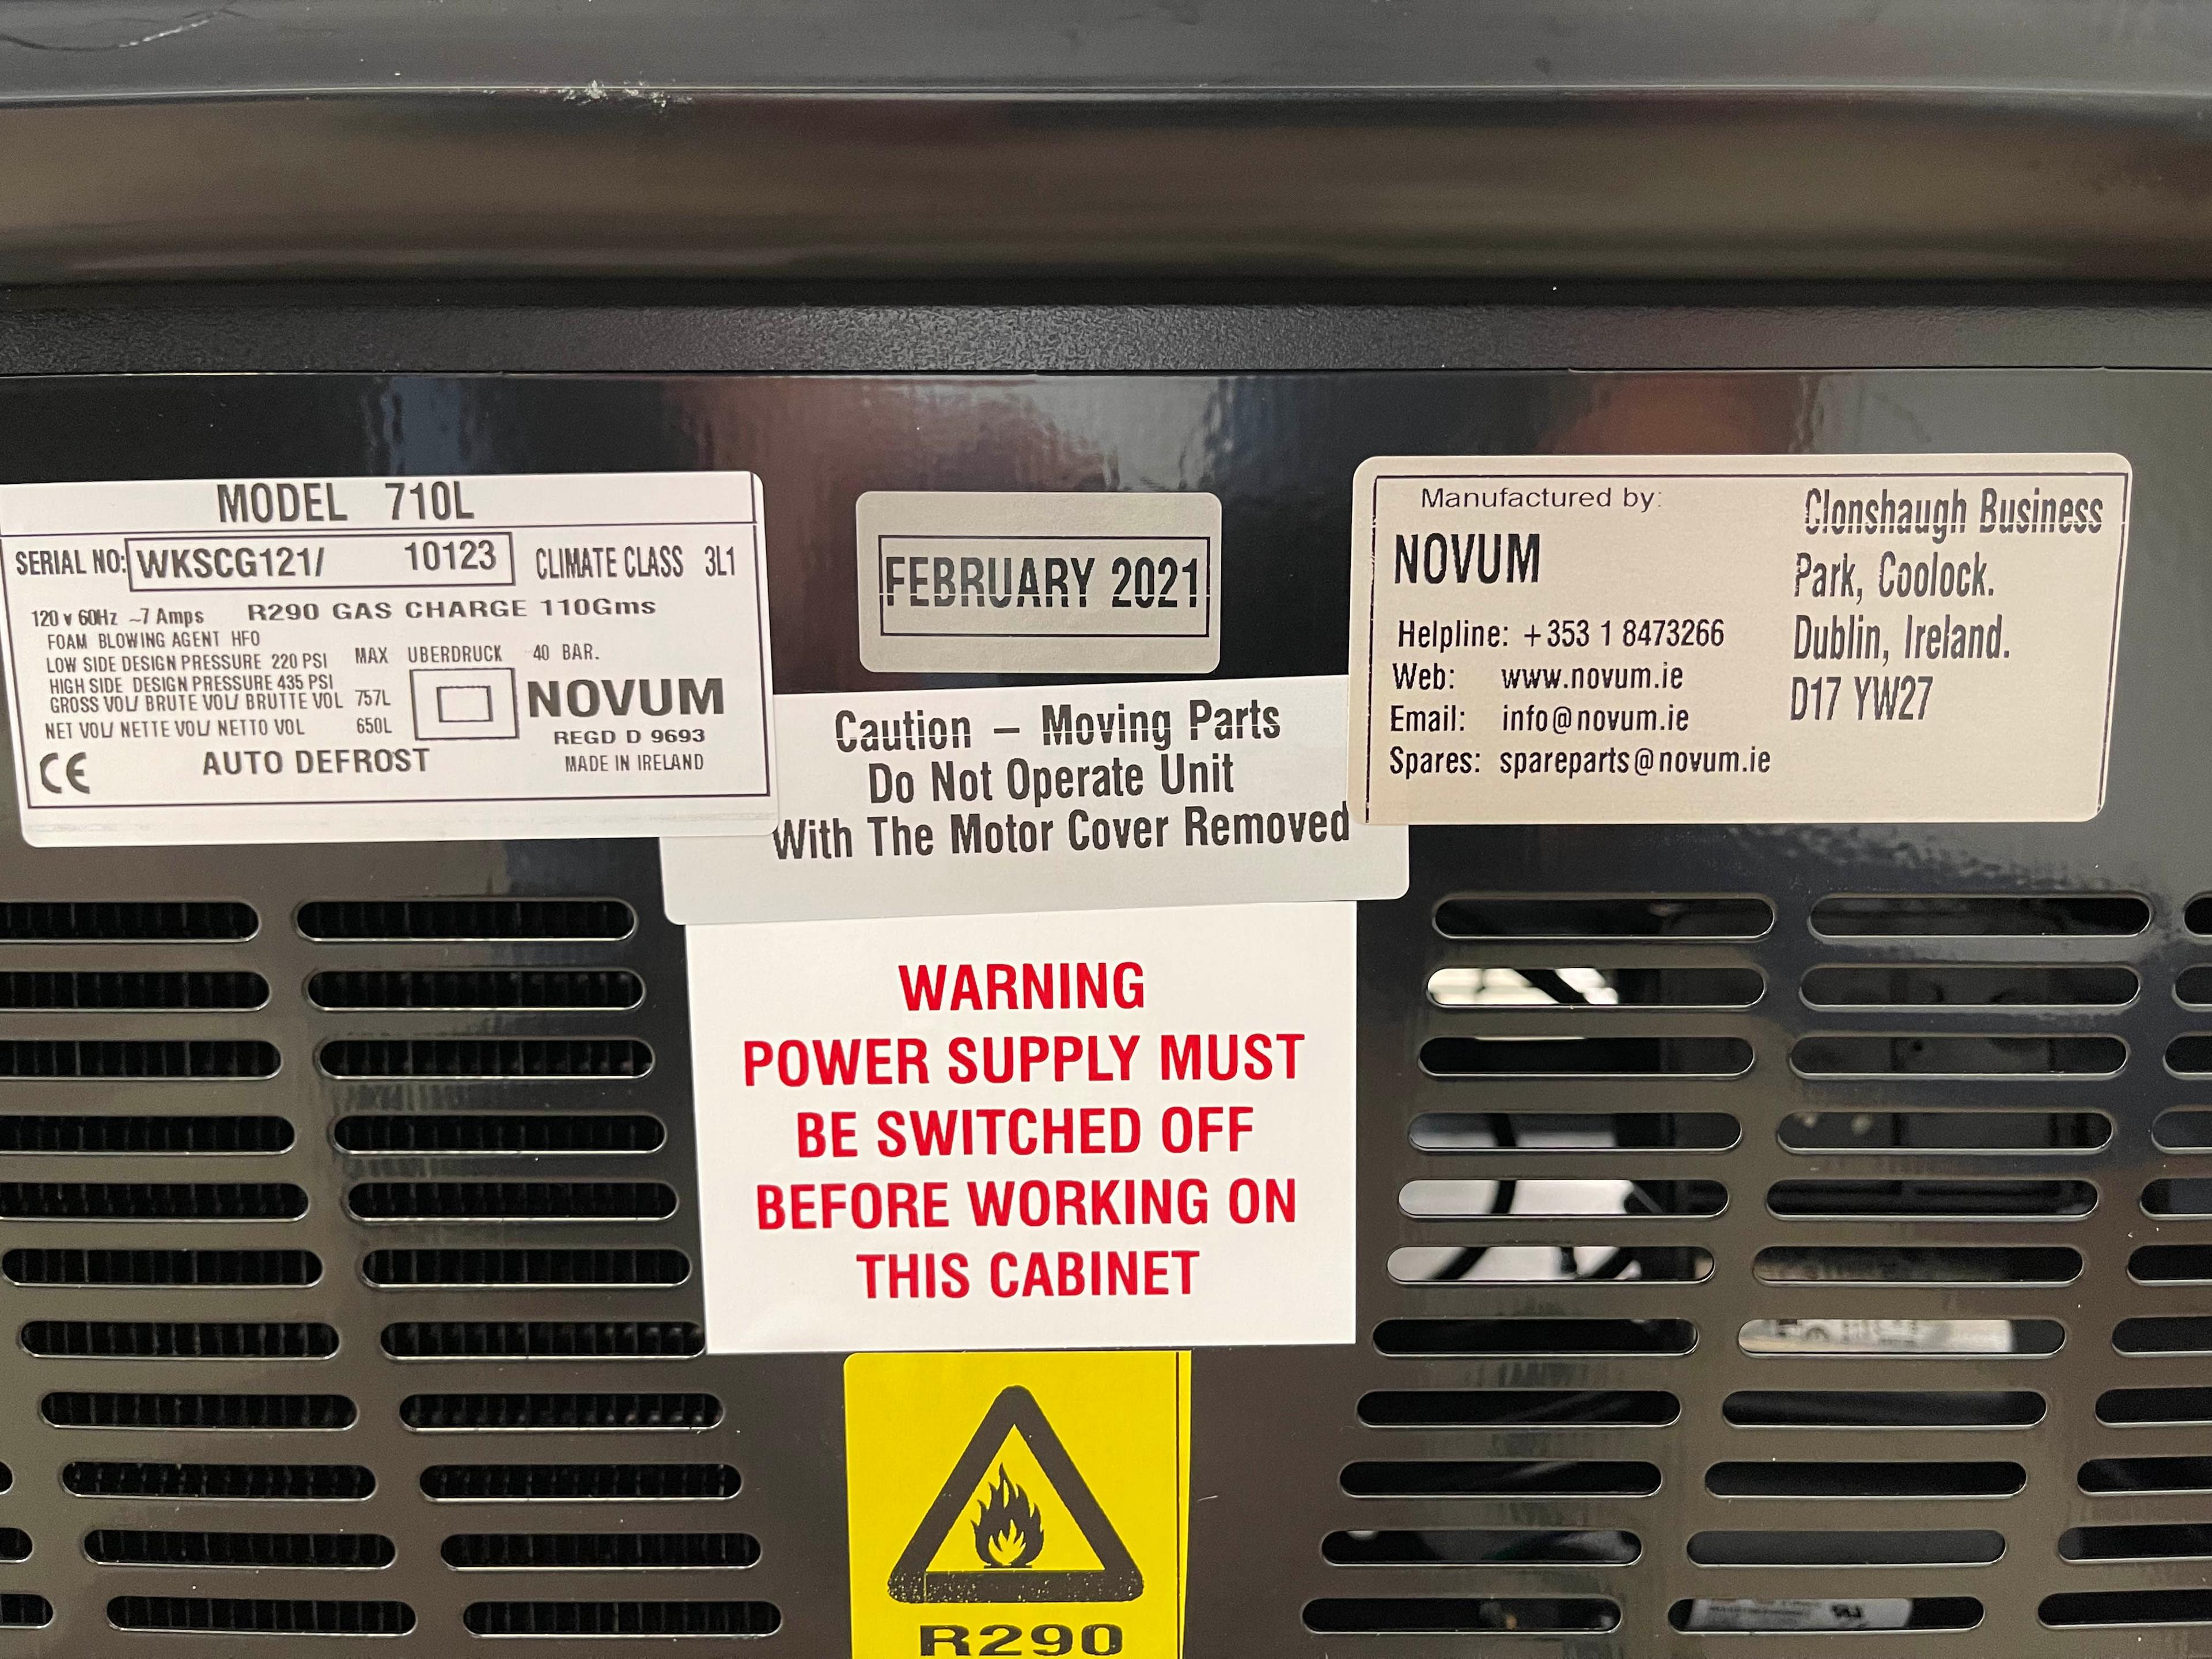 MODEL 710L
SERIAL NO: WKSCG121/ 10123 CLIMATE CLASS 3L1
120 v 60Hz ~7 Amps R290 GAS CHARGE 110Gms
FOAM BLOWING AGENT HFO
LOW SIDE DESIGN PRESSURE 220 PSI MAX UBERDRUCK 40 BAR.
HIGH SIDE DESIGN PRESSURE 435 PSI
GROSS VOL/ BRUTE VOL/ BRUTTE VOL 757L
NET VOL/ NETTE VOL/ NETTO VOL 650L
NOVUM
REGD D 9693
MADE IN IRELAND
CE AUTO DEFROST
FEBRUARY 2021
Manufactured by:
NOVUM
Helpline: +353 1 8473266
Web: www.novum.ie
Email: info@novum.ie
Spares: spareparts@novum.ie
Clonshaugh Business
Park, Coolock.
Dublin, Ireland.
D17 YW27
Caution – Moving Parts
Do Not Operate Unit
With The Motor Cover Removed
WARNING
POWER SUPPLY MUST
BE SWITCHED OFF
BEFORE WORKING ON
THIS CABINET
R290